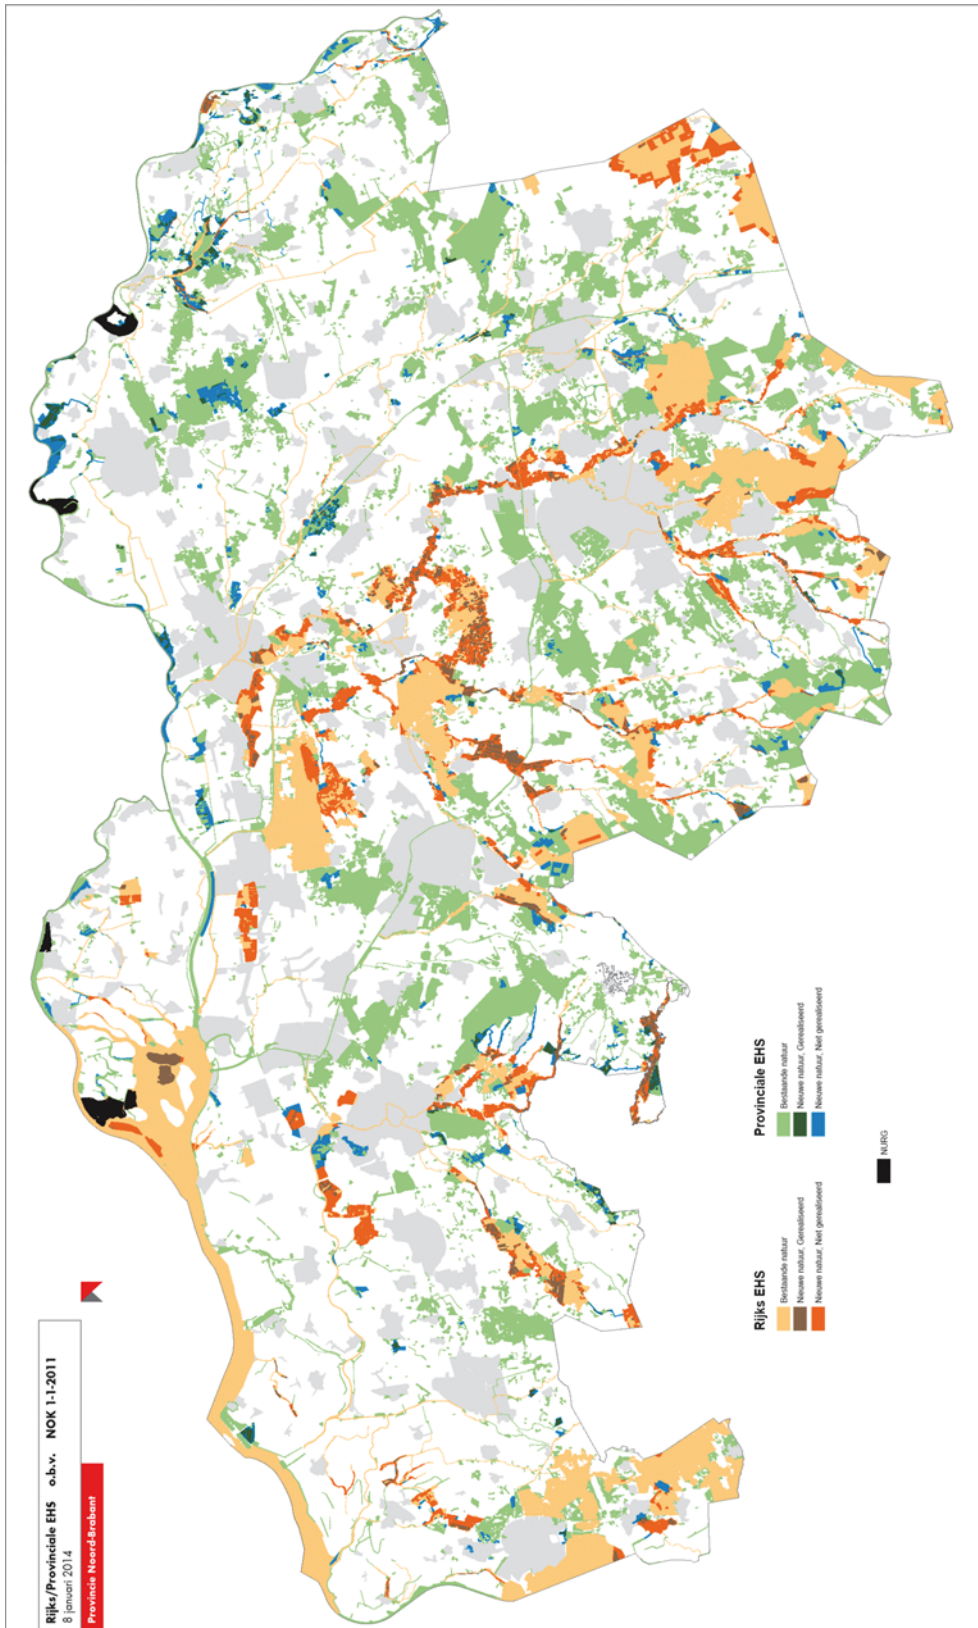 Rijks/Provinciale EHS o.b.v. NOK 1-1-2011
8 januari 2014
Provincie Noord-Brabant
Rijks EHS
Bestaande natuur
Nieuwe natuur, Gerealiseerd
Nieuwe natuur, Niet gerealiseerd
Provinciale EHS
Bestaande natuur
Nieuwe natuur, Gerealiseerd
Nieuwe natuur, Niet gerealiseerd
NURG